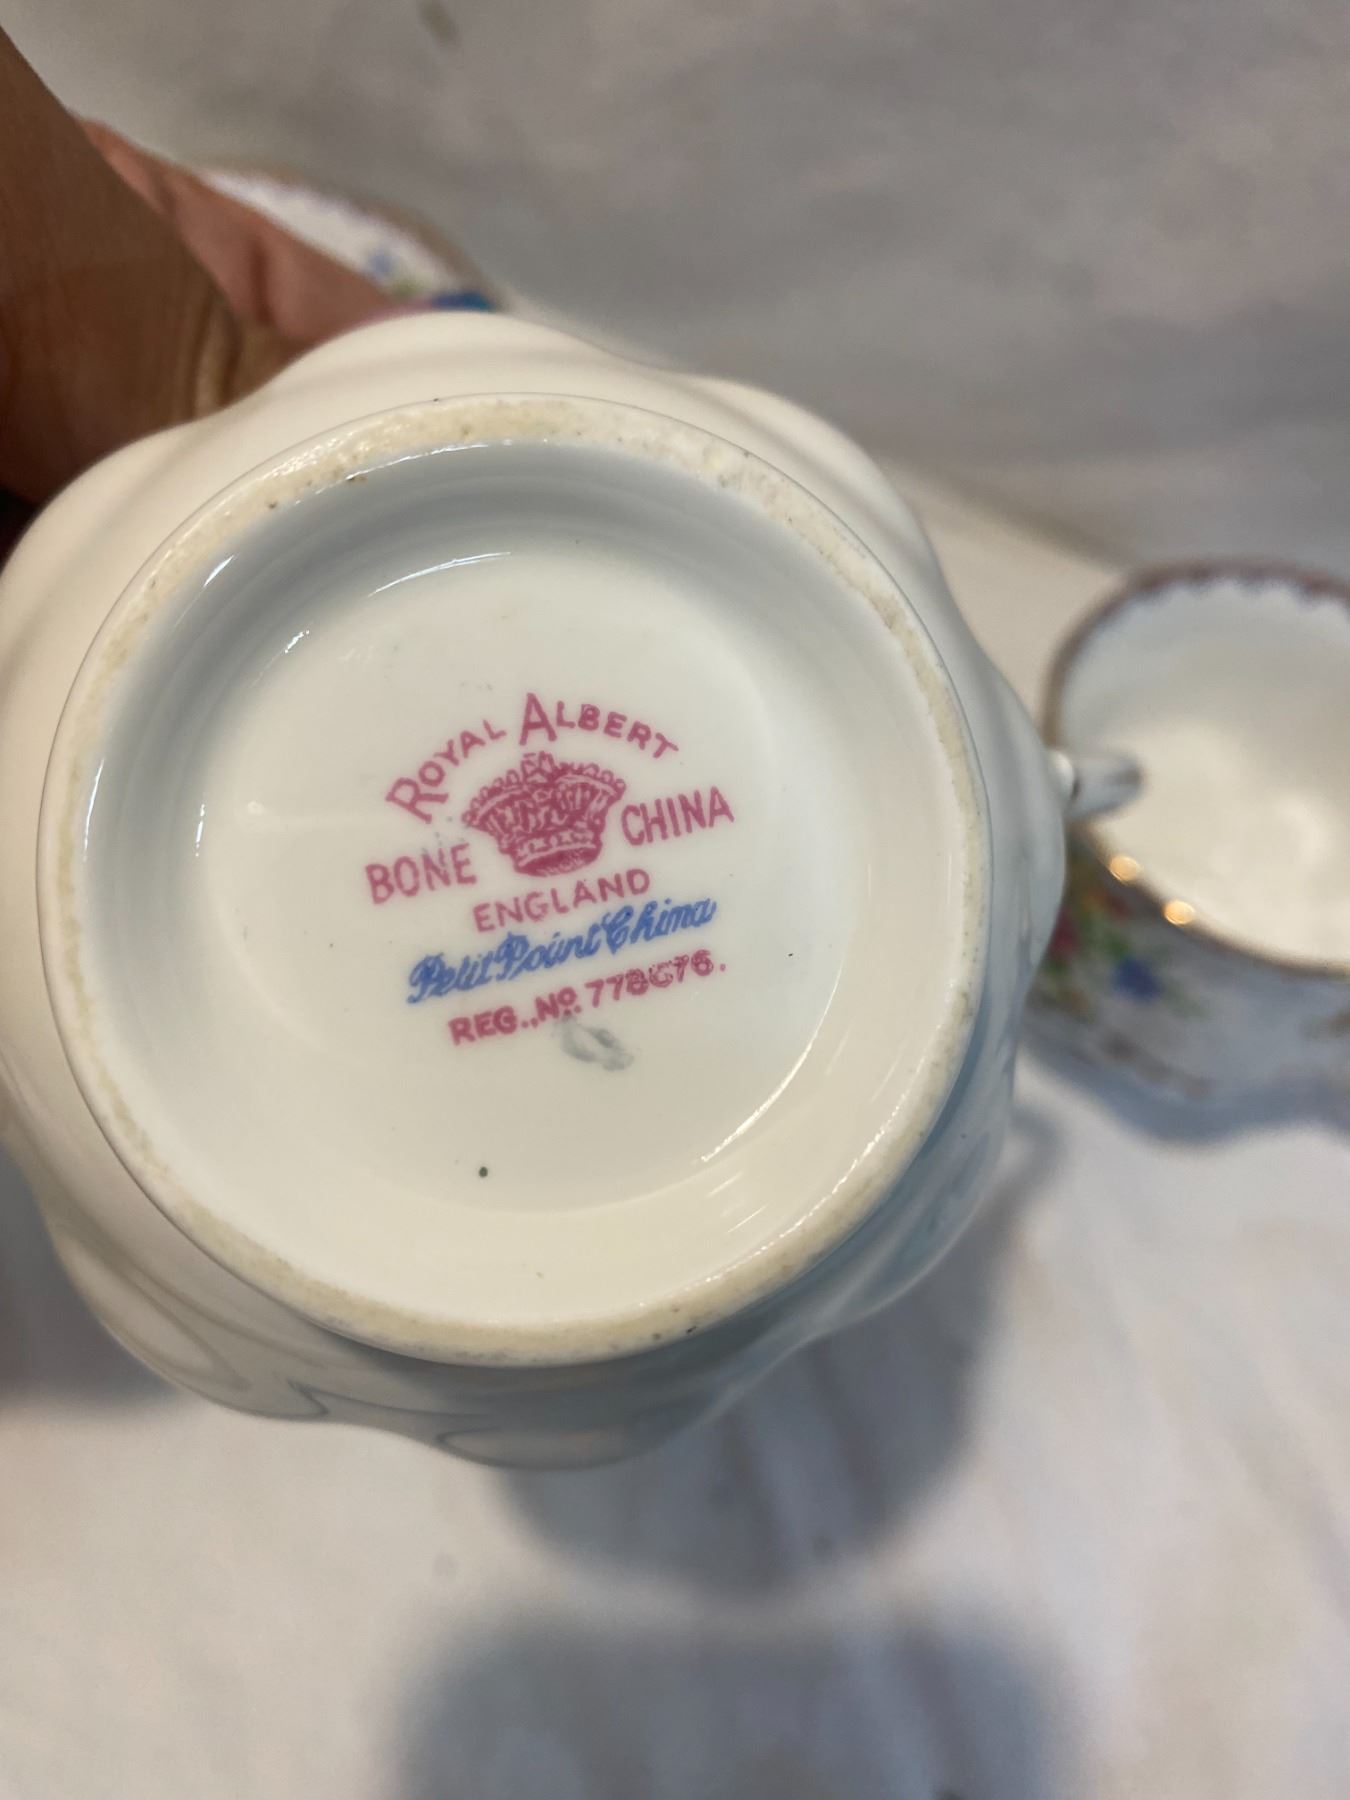 ROYAL ALBERT
BONE CHINA
ENGLAND
Petit Point China
REG., No. 778676.